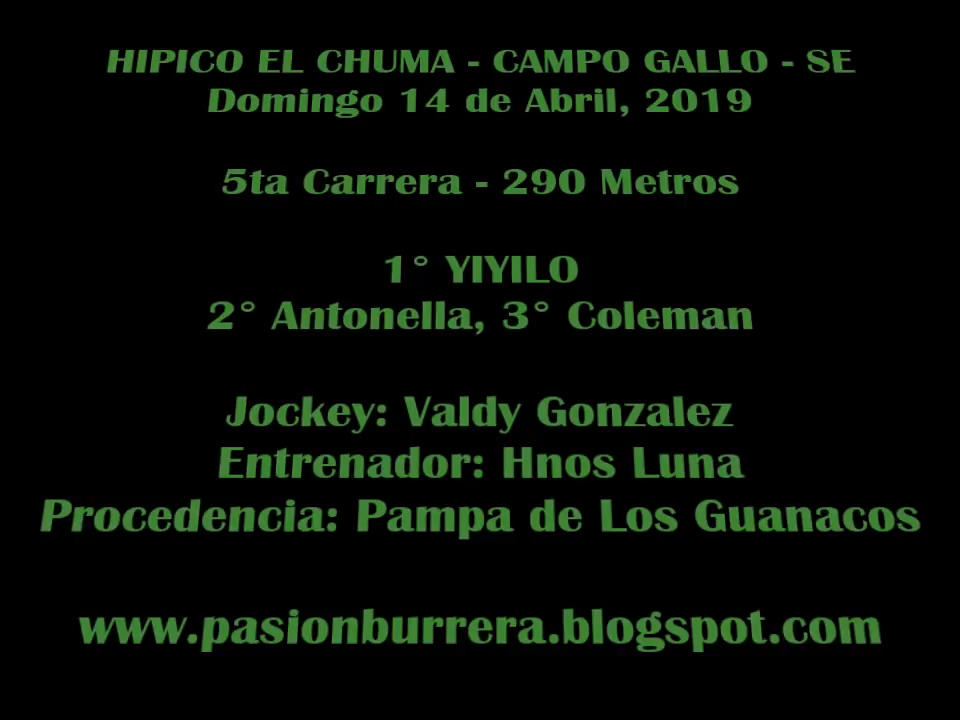 HIPICO EL CHUMA - CAMPO GALLO - SE
Domingo 14 de Abril, 2019
5ta Carrera - 290 Metros
1° YIYILO
2° Antonella, 3° Coleman
Jockey: Valdy Gonzalez
Entrenador: Hnos Luna
Procedencia: Pampa de Los Guanacos
www.pasionburrera.blogspot.com